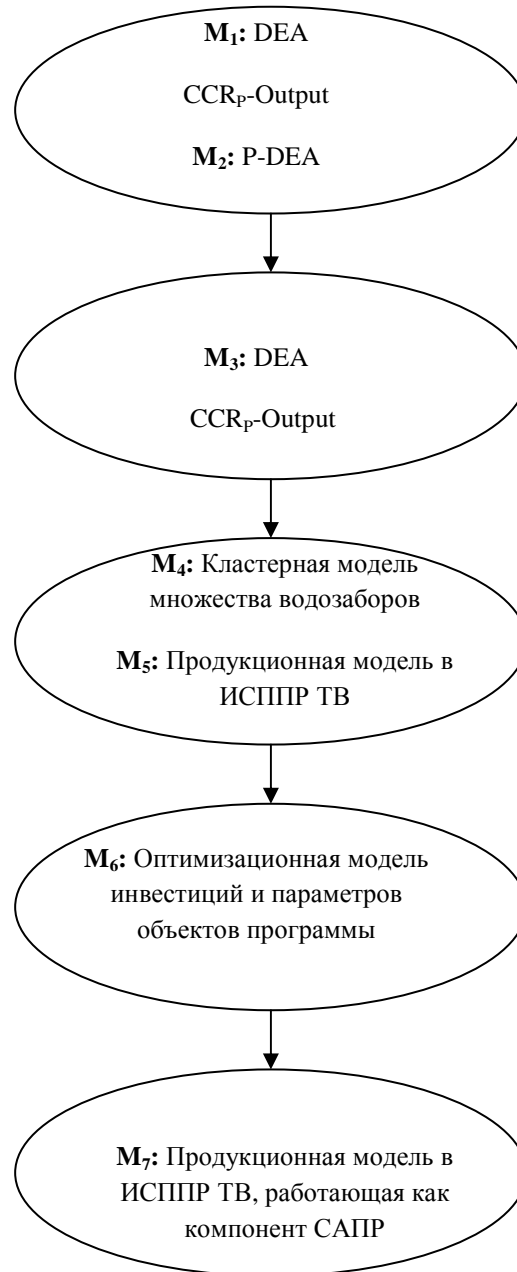 M₁: DEA
CCRₚ-Output
M₂: P-DEA
M₃: DEA
CCRₚ-Output
M₄: Кластерная модель
множества водозаборов
M₅: Продукционная модель в
ИСППР ТВ
M₆: Оптимизационная модель
инвестиций и параметров
объектов программы
M₇: Продукционная модель в
ИСППР ТВ, работающая как
компонент САПР